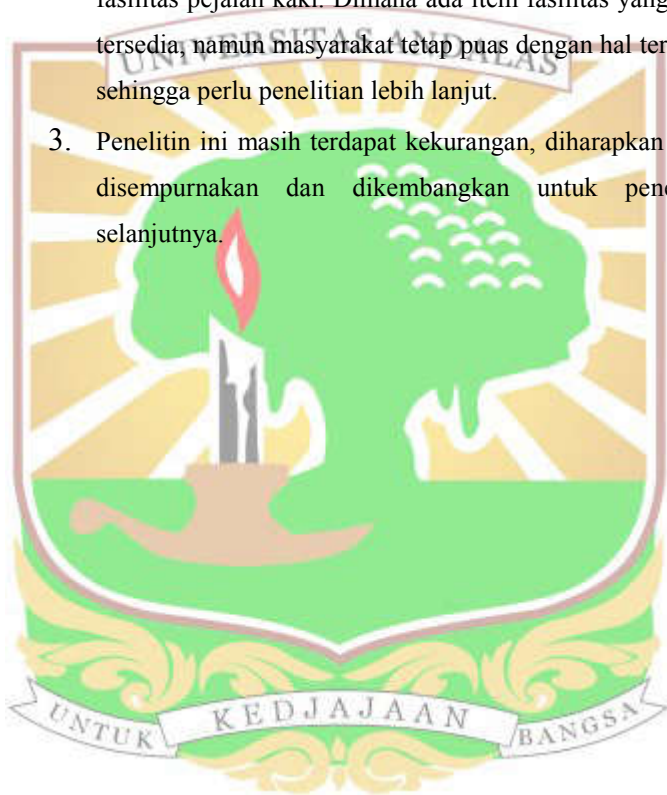 fasilitas pejalan kaki. Dimana ada item fasilitas yang
UNIVERSITAS ANDALAS
tersedia, namun masyarakat tetap puas dengan hal ter
sehingga perlu penelitian lebih lanjut.
3. Penelitin ini masih terdapat kekurangan, diharapkan
disempurnakan dan dikembangkan untuk pene
selanjutnya.
UNTUK KEDJAJAAN BANGSA